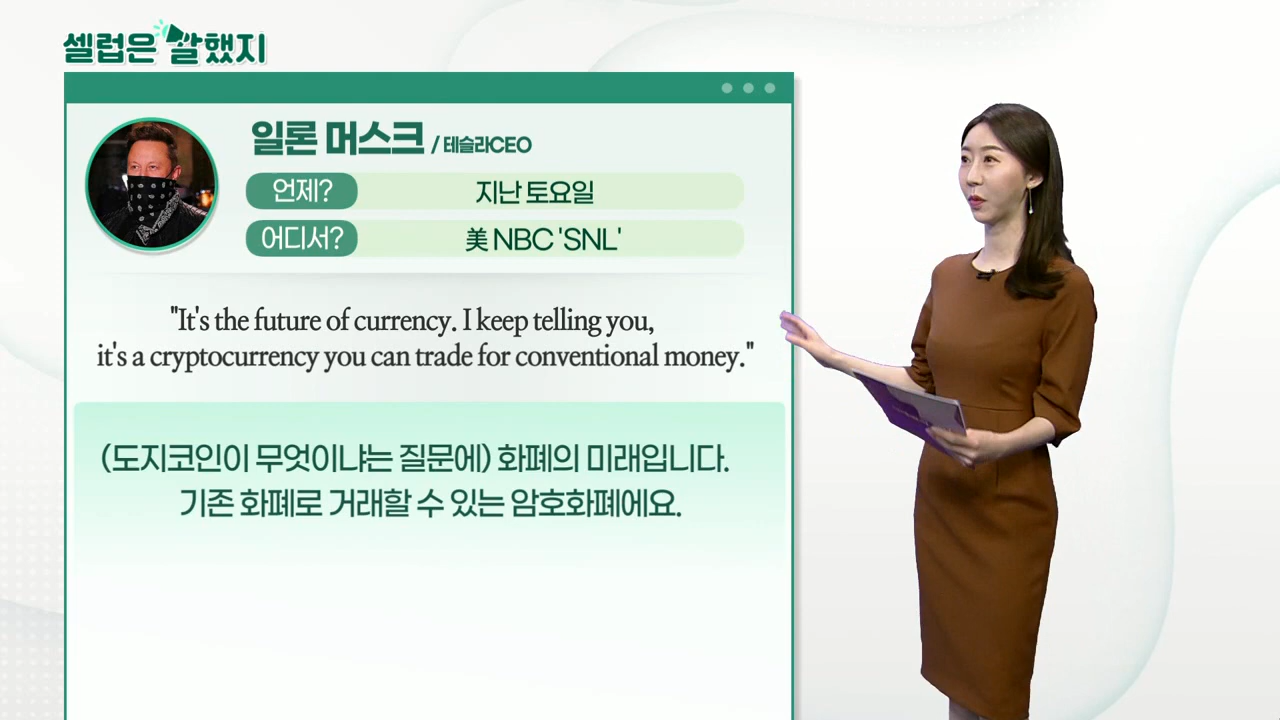 셀럽은 말했지
일론 머스크 / 테슬라CEO
언제? 지난 토요일
어디서? 美 NBC 'SNL'
"It's the future of currency. I keep telling you,
it's a cryptocurrency you can trade for conventional money."
(도지코인이 무엇이냐는 질문에) 화폐의 미래입니다.
기존 화폐로 거래할 수 있는 암호화폐에요.